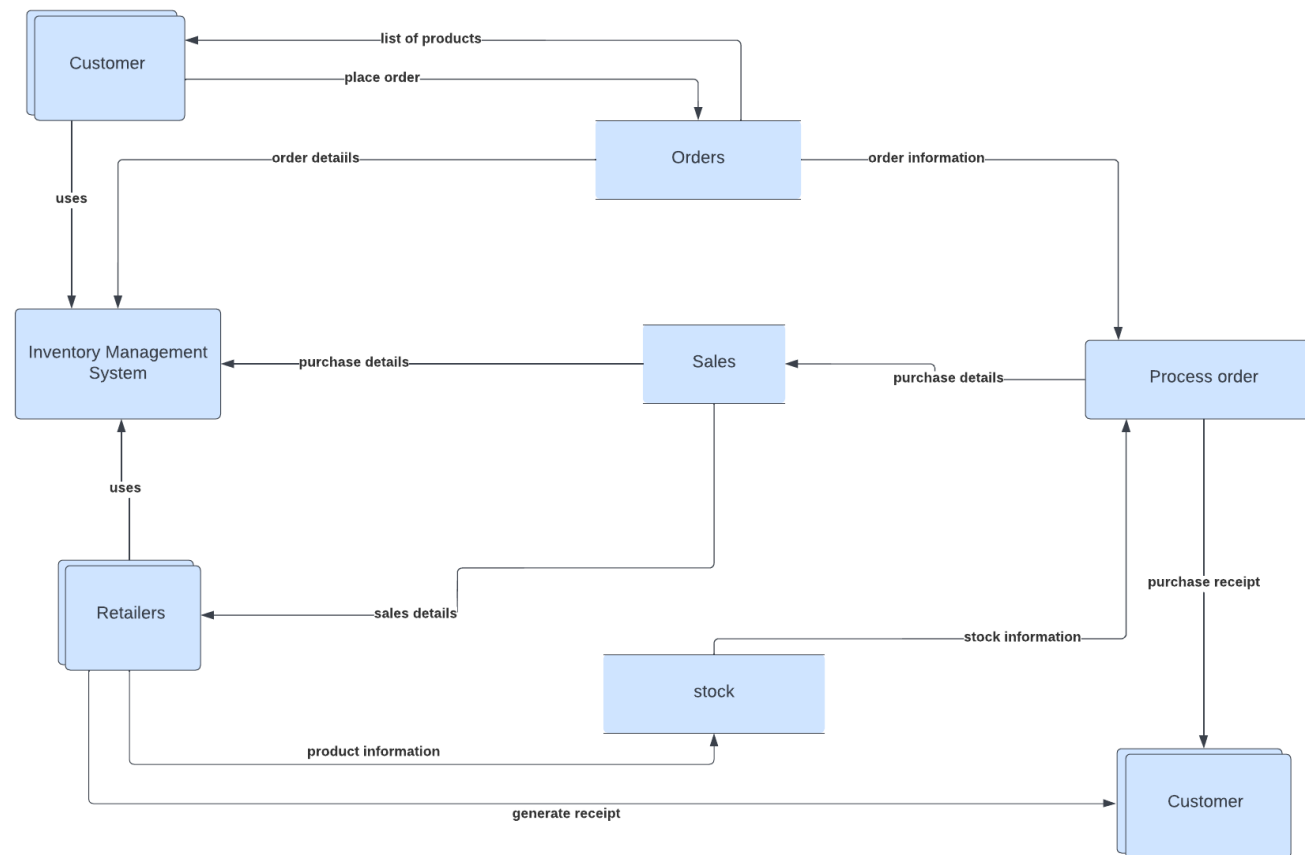 list of products
Customer
place order
Orders
order detaiils
order information
uses
Inventory Management
System
purchase details
Sales
purchase details
Process order
uses
purchase receipt
Retailers
sales details
stock information
stock
product information
Customer
generate receipt